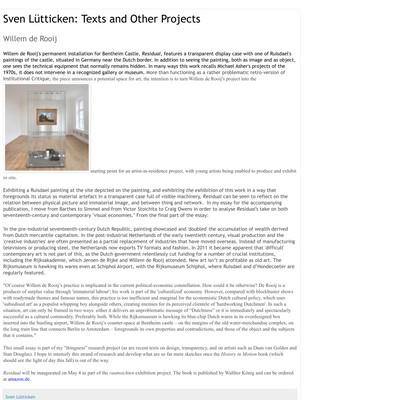 Sven Lütticken: Texts and Other Projects
Willem de Rooij
Willem de Rooij's permanent installation for Bentheim Castle, Residual, features a transparent display case with one of Ruisdael's
paintings of the castle, situated in Germany near the Dutch border. In addition to seeing the painting, both as image and as object,
one sees the technical equipment that normally remains hidden. In many ways this work recalls Michael Asher's projects of the
1970s, it does not intervene in a recognized gallery or museum. More than functioning as a rather problematic retro-version of
Institutional Critique, the piece announces a potential space for art; the intention is to turn Willem de Rooij's project into the
starting point for an artist-in-residence project, with young artists being enabled to produce and exhibit
in situ.
Exhibiting a Ruisdael painting at the site depicted on the painting, and exhibiting the exhibition of this work in a way that
foregrounds its status as material artefact in a transparent case full of visible machinery, Residual can be seen to reflect on the
relation between physical picture and immaterial image, and between thing and network. In my essay for the accompanying
publication, I move from Barthes to Simmel and from Victor Stoichita to Craig Owens in order to analyse Residual's take on both
seventeenth-century and contemporary "visual economies." From the final part of the essay:
'In the pre-industrial seventeenth-century Dutch Republic, painting showcased and 'doubled' the accumulation of wealth derived
from Dutch mercantile capitalism. In the post-industrial Netherlands of the early twentieth century, visual production and the
'creative industries' are often presented as a partial replacement of industries that have moved overseas. Instead of manufacturing
televisions or producing steel, the Netherlands now exports TV formats and fashion. In 2011 it became apparent that 'difficult'
contemporary art is not part of this, as the Dutch government relentlessly cut funding for a number of crucial institutions,
including the Rijksakademie, which Jeroen de Rijke and Willem de Rooij attended. New art isn't as profitable as old art. The
Rijksmuseum is hawking its wares even at Schiphol Airport, with the Rijksmuseum Schiphol, where Ruisdael and d'Hondecoeter are
regularly featured.
"Of course Willem de Rooij's practice is implicated in the current political-economic constellation. How could it be otherwise? De Rooij is a
producer of surplus value through 'immaterial labour'; his work is part of the 'culturalized' economy. However, compared with blockbuster shows
with readymade themes and famous names, this practice is too inefficient and marginal for the economistic Dutch cultural policy, which sees
'subsidised art' as a populist whipping boy alongside others, creating enemies for its perceived clientele of 'hardworking Dutchmen'. In such a
situation, art can only be framed in two ways: either it delivers an unproblematic message of "Dutchness" or it is immediately and spectacularly
successful as a cultural commodity. Preferably both. While the Rijksmuseum is hawking its blue-chip Dutch wares in its overdesigned box
inserted into the bustling airport, Willem de Rooij's counter-space at Bentheim castle – on the margins of the old water-merchandise complex, on
the long train line that connects Berlin to Amsterdam – foregrounds its own properties and contradictions, and those of the object and the subjects
that it contains."
This small essay is part of my "thingness" research project (as are recent texts on design, transparency, and on artists such as Daan van Golden and
Stan Douglas). I hope to intensify this strand of research and develop what are so far mere sketches once the History in Motion book (which
should see the light of day this fall) is out of the way.
Residual will be inaugurated on May 4 as part of the raumsichten exhibition project. The book is published by Walther König and can be ordered
at amazon.de.
Sven Lütticken